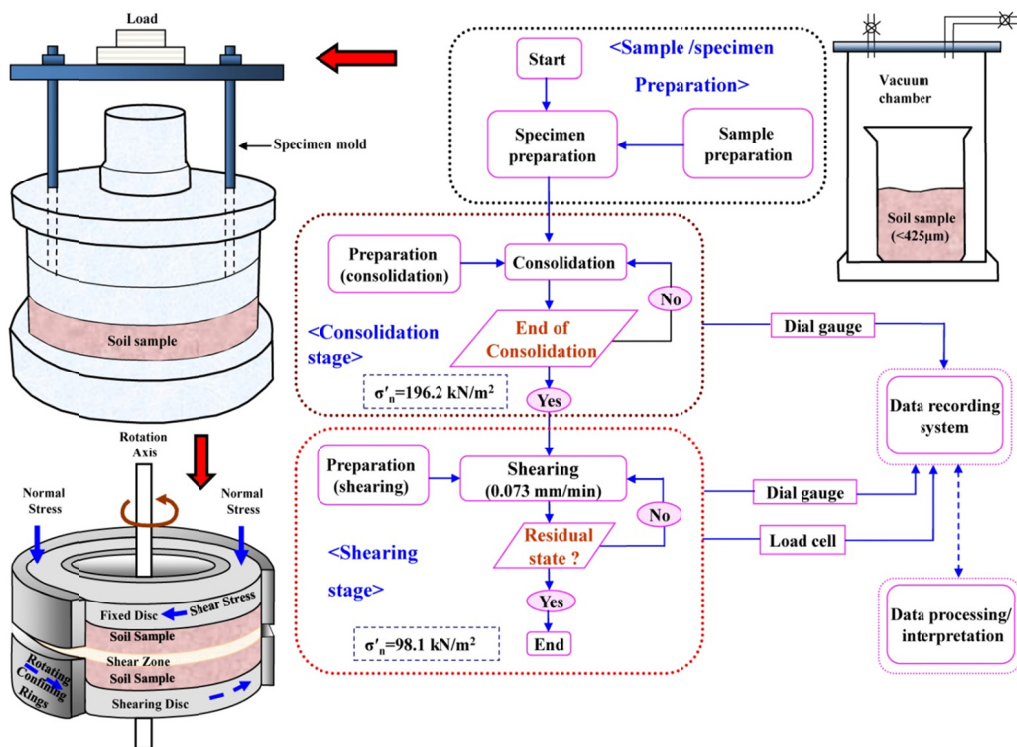 Load
Specimen mold
Soil sample
Start
<Sample /specimen
Preparation>
Specimen
preparation
Sample
preparation
Vacuum
chamber
Soil sample
(<425μm)
Preparation
(consolidation)
Consolidation
No
<Consolidation
stage>
End of
Consolidation
σ′n=196.2 kN/m²
Yes
Dial gauge
Data recording
system
Rotation
Axis
Normal
Stress
Normal
Stress
Fixed Disc
Shear Stress
Soil Sample
Shear Zone
Soil Sample
Shearing Disc
Rotating
Confining
Rings
Preparation
(shearing)
Shearing
(0.073 mm/min)
No
<Shearing
stage>
Residual
state ?
Yes
σ′n=98.1 kN/m²
End
Dial gauge
Load cell
Data processing/
interpretation